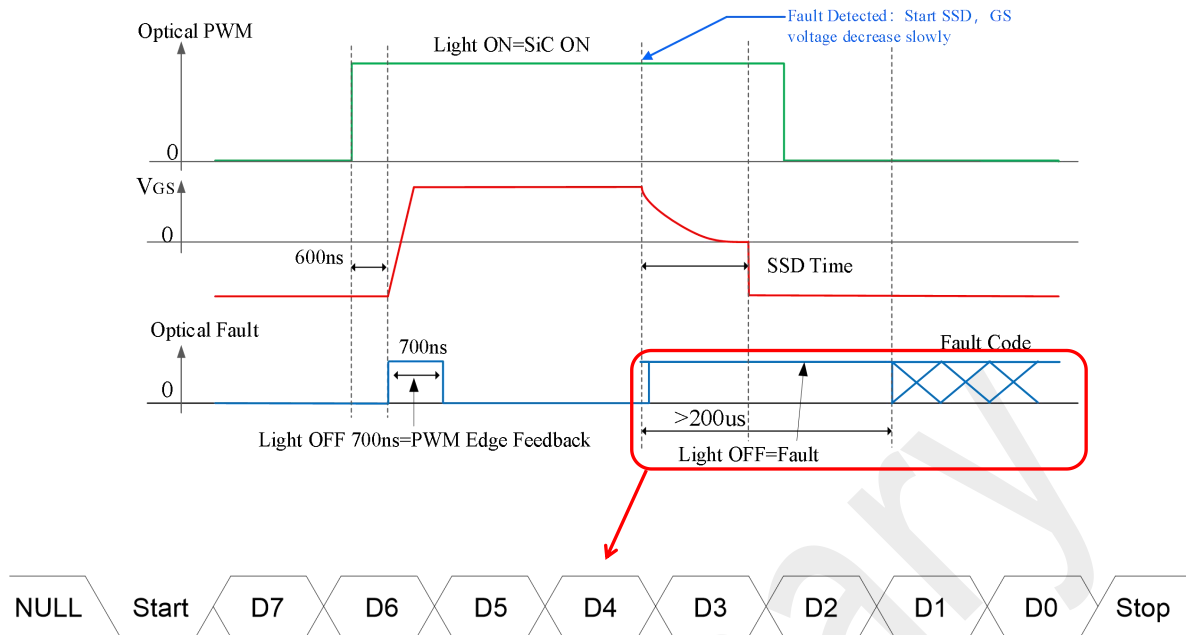 Optical PWM
Light ON=SiC ON
Fault Detected：Start SSD，GS
voltage decrease slowly
0
VGS
0
600ns
SSD Time
Optical Fault
700ns
Fault Code
0
>200us
Light OFF 700ns=PWM Edge Feedback
Light OFF=Fault
NULL Start D7 D6 D5 D4 D3 D2 D1 D0 Stop